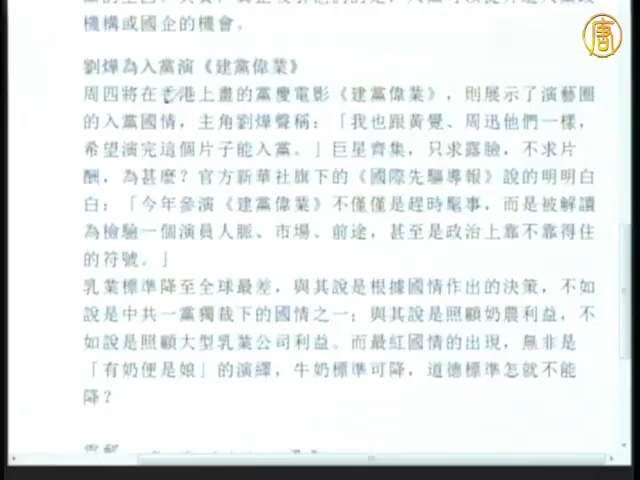 機構或國企的機會。
劉燁為入黨演《建黨偉業》
周四將在香港上畫的黨慶電影《建黨偉業》，則展示了演藝圈
的入黨國情，主角劉燁聲稱：「我也跟黃覺、周迅他們一樣，
希望演完這個片子能入黨。」巨星齊集，只求露臉，不求片
酬，為甚麼？官方新華社旗下的《國際先驅導報》說的明明白
白：「今年參演《建黨偉業》不僅僅是趕時髦事，而是被解讀
為檢驗一個演員人脈、市場、前途，甚至是政治上靠不靠得住
的符號。」
乳業標準降至全球最差，與其說是根據國情作出的決策，不如
說是中共一黨獨裁下的國情之一；與其說是照顧奶農利益，不
如說是照顧大型乳業公司利益。而最紅國情的出現，無非是
「有奶便是娘」的演繹，牛奶標準可降，道德標準怎就不能
降？
唐